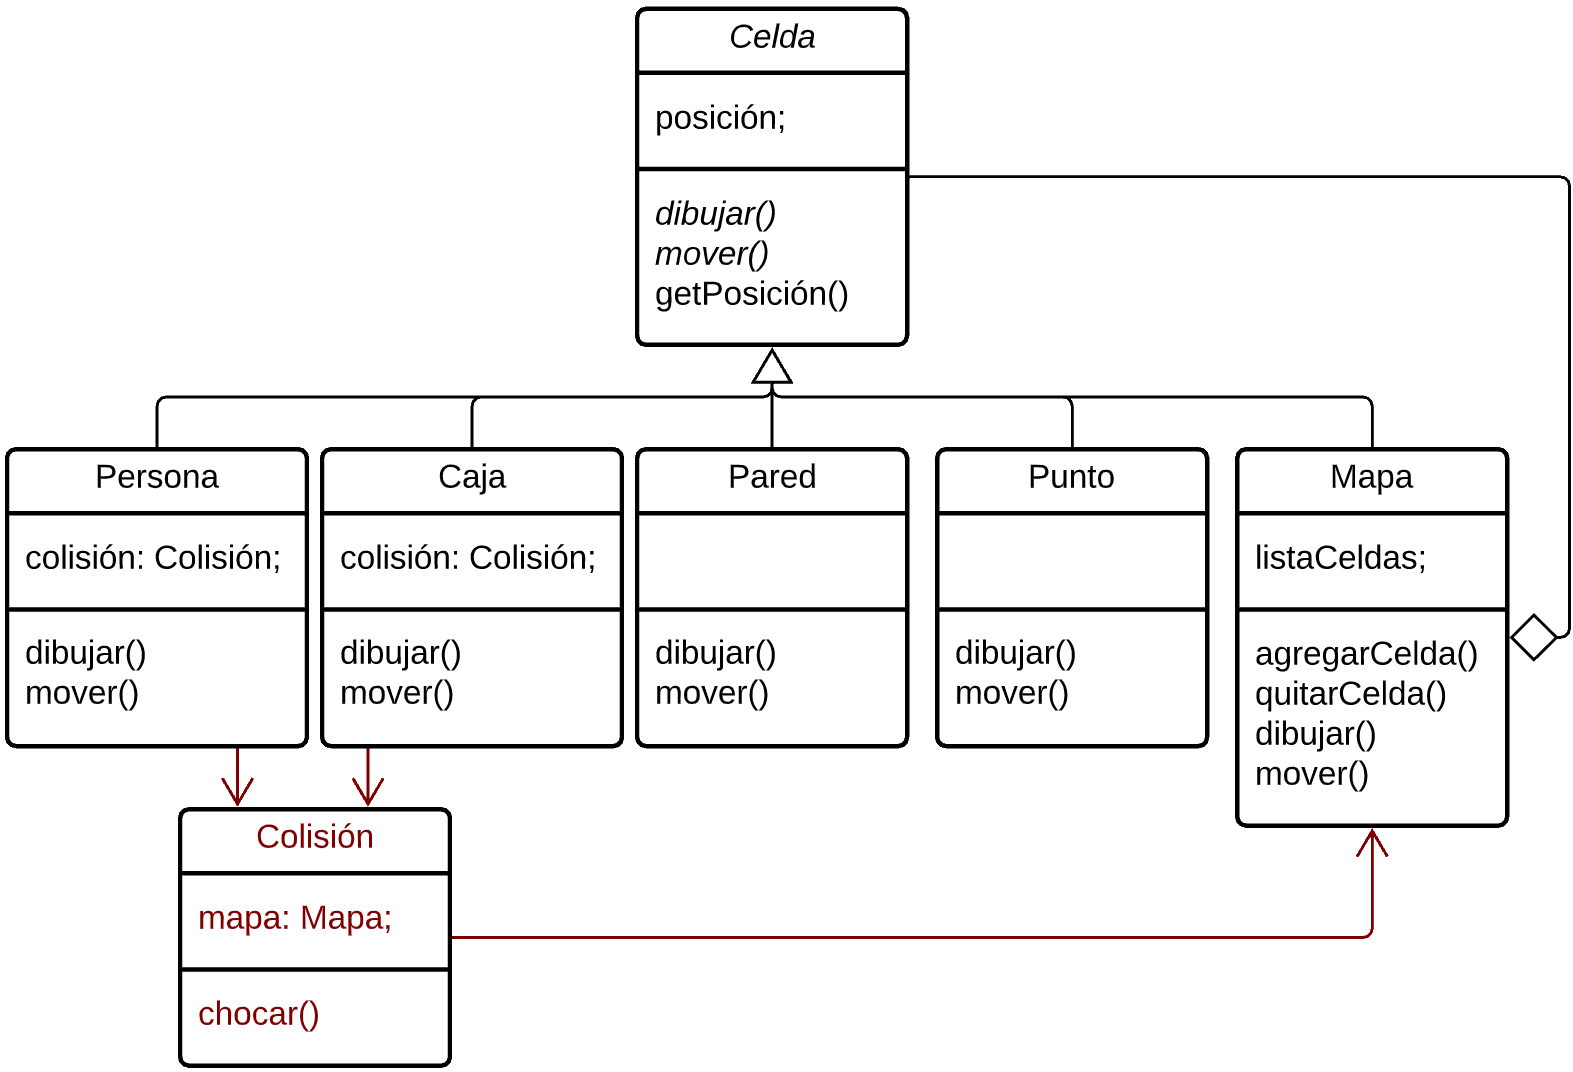 Celda
posición;
dibujar()
mover()
getPosición()
Persona
colisión: Colisión;
dibujar()
mover()
Caja
colisión: Colisión;
dibujar()
mover()
Pared
dibujar()
mover()
Punto
dibujar()
mover()
Mapa
listaCeldas;
agregarCelda()
quitarCelda()
dibujar()
mover()
Colisión
mapa: Mapa;
chocar()